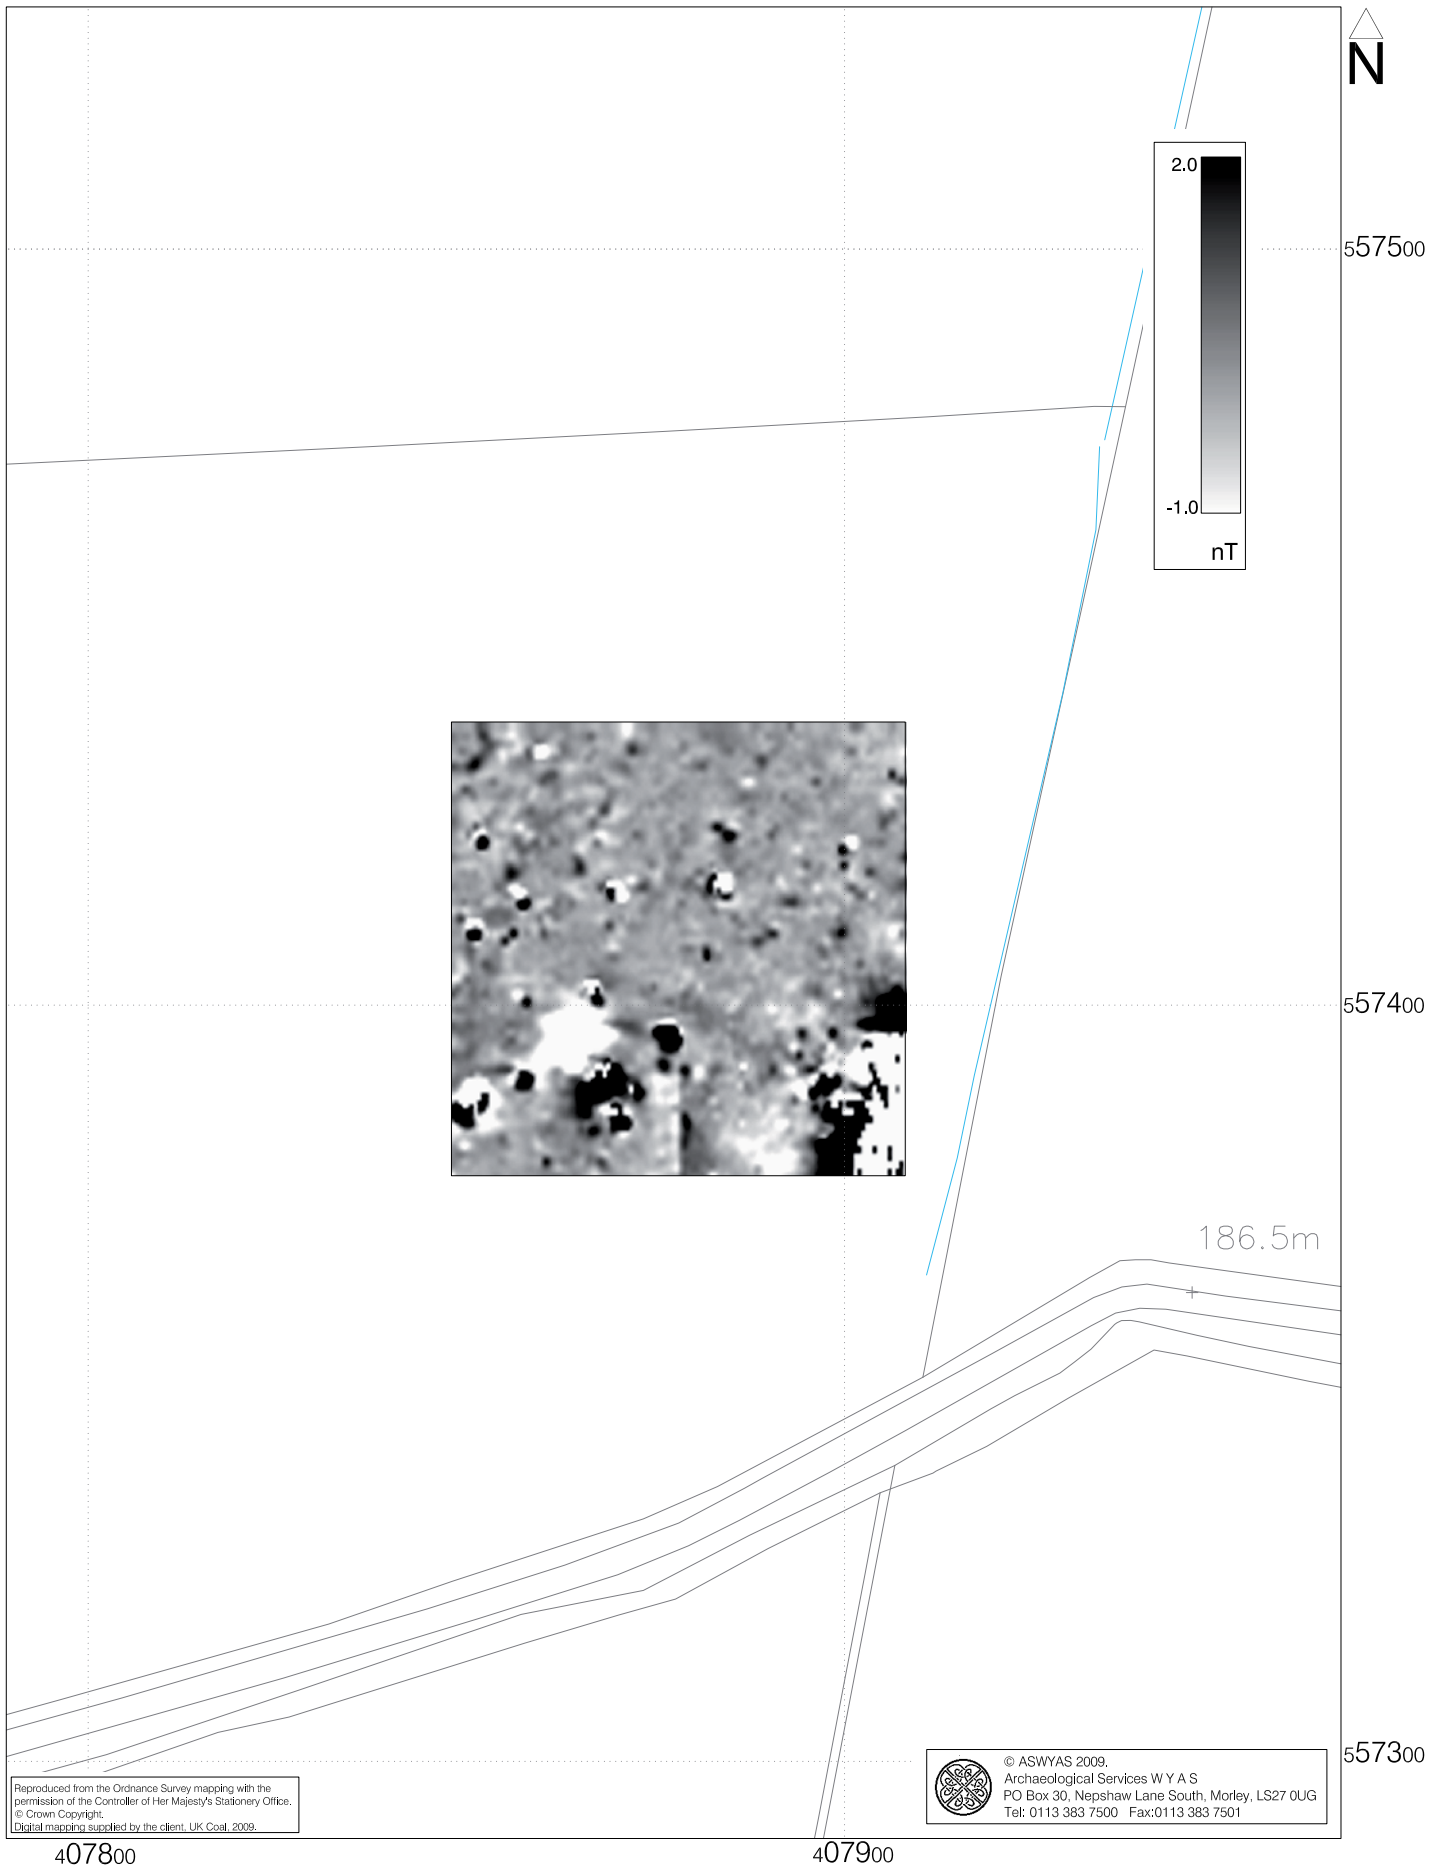 N
2.0
-1.0
nT
557500
557400
186.5m
557300
© ASWYAS 2009.
Archaeological Services W Y A S
PO Box 30, Nepshaw Lane South, Morley, LS27 0UG
Tel: 0113 383 7500 Fax:0113 383 7501
Reproduced from the Ordnance Survey mapping with the
permission of the Controller of Her Majesty's Stationery Office.
© Crown Copyright.
Digital mapping supplied by the client, UK Coal, 2009.
407800
407900